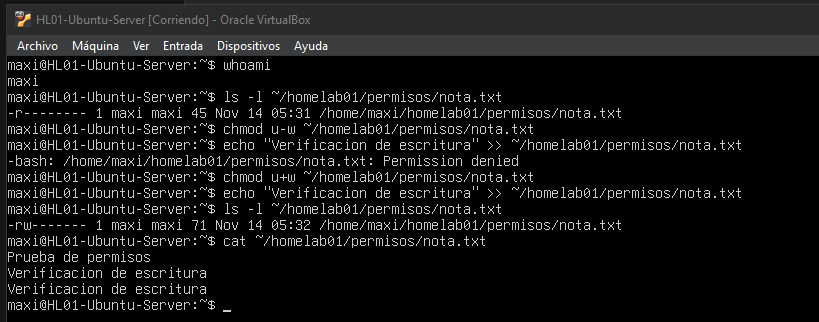 HL01-Ubuntu-Server [Corriendo] - Oracle VirtualBox
Archivo Máquina Ver Entrada Dispositivos Ayuda
maxi@HL01-Ubuntu-Server:~$ whoami
maxi
maxi@HL01-Ubuntu-Server:~$ ls -l ~/homelab01/permisos/nota.txt
-r-------- 1 maxi maxi 45 Nov 14 05:31 /home/maxi/homelab01/permisos/nota.txt
maxi@HL01-Ubuntu-Server:~$ chmod u-w ~/homelab01/permisos/nota.txt
maxi@HL01-Ubuntu-Server:~$ echo "Verificacion de escritura" >> ~/homelab01/permisos/nota.txt
-bash: /home/maxi/homelab01/permisos/nota.txt: Permission denied
maxi@HL01-Ubuntu-Server:~$ chmod u+w ~/homelab01/permisos/nota.txt
maxi@HL01-Ubuntu-Server:~$ echo "Verificacion de escritura" >> ~/homelab01/permisos/nota.txt
maxi@HL01-Ubuntu-Server:~$ ls -l ~/homelab01/permisos/nota.txt
-rw------- 1 maxi maxi 71 Nov 14 05:32 /home/maxi/homelab01/permisos/nota.txt
maxi@HL01-Ubuntu-Server:~$ cat ~/homelab01/permisos/nota.txt
Prueba de permisos
Verificacion de escritura
Verificacion de escritura
maxi@HL01-Ubuntu-Server:~$ _